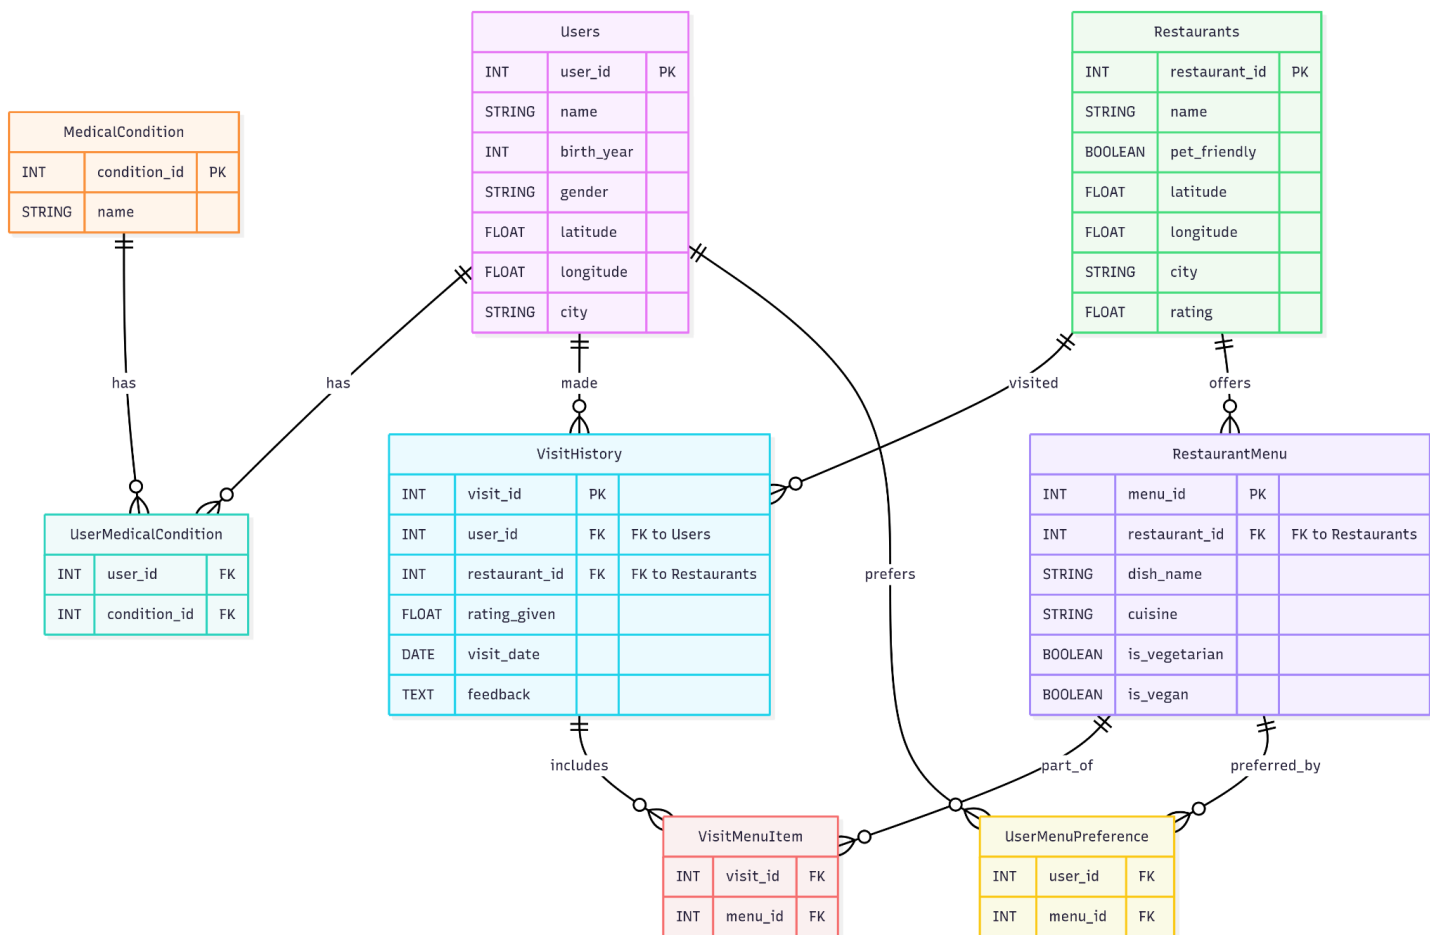 Users
INT user_id PK
STRING name
INT birth_year
STRING gender
FLOAT latitude
FLOAT longitude
STRING city
Restaurants
INT restaurant_id PK
STRING name
BOOLEAN pet_friendly
FLOAT latitude
FLOAT longitude
STRING city
FLOAT rating
MedicalCondition
INT condition_id PK
STRING name
has
has
made
visited
offers
VisitHistory
INT visit_id PK
INT user_id FK FK to Users
INT restaurant_id FK FK to Restaurants
FLOAT rating_given
DATE visit_date
TEXT feedback
RestaurantMenu
INT menu_id PK
INT restaurant_id FK FK to Restaurants
STRING dish_name
STRING cuisine
BOOLEAN is_vegetarian
BOOLEAN is_vegan
UserMedicalCondition
INT user_id FK
INT condition_id FK
prefers
includes
part_of
preferred_by
VisitMenuItem
INT visit_id FK
INT menu_id FK
UserMenuPreference
INT user_id FK
INT menu_id FK